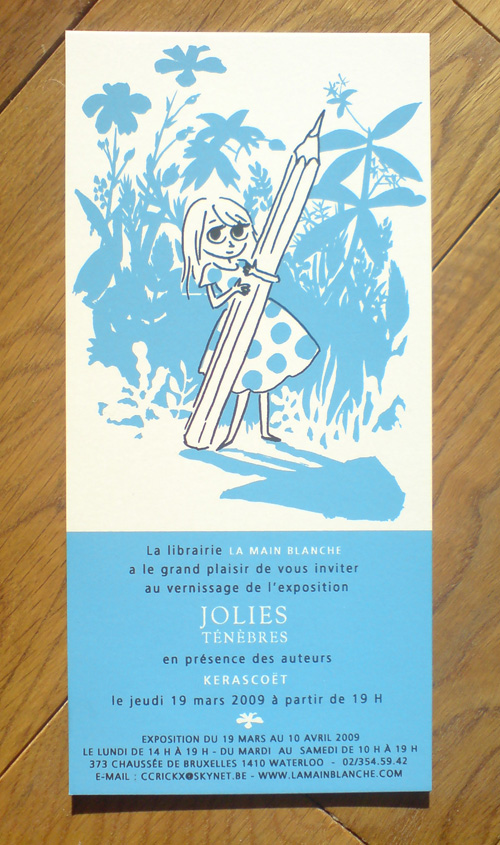 La librairie LA MAIN BLANCHE
a le grand plaisir de vous inviter
au vernissage de l'exposition
JOLIES
TÉNÈBRES
en présence des auteurs
KERASCOËT
le jeudi 19 mars 2009 à partir de 19 H
EXPOSITION DU 19 MARS AU 10 AVRIL 2009
LE LUNDI DE 14 H À 19 H - DU MARDI AU SAMEDI DE 10 H À 19 H
373 CHAUSSÉE DE BRUXELLES 1410 WATERLOO - 02/354.59.42
E-MAIL : CCRICKX@SKYNET.BE - WWW.LAMAINBLANCHE.COM